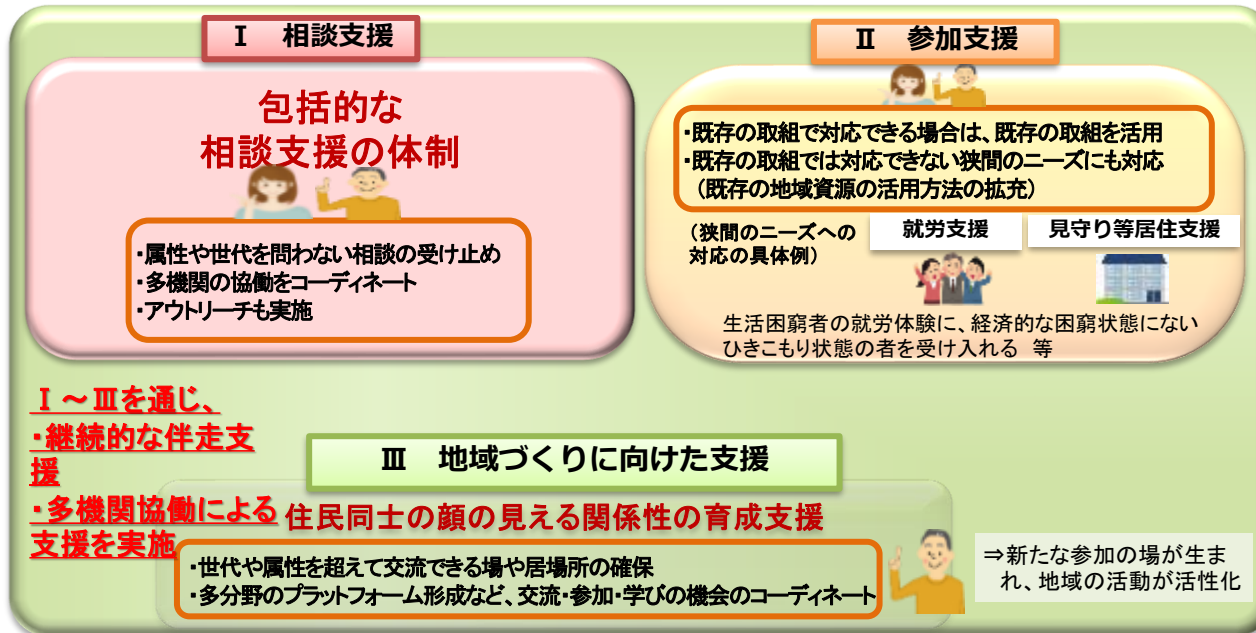 Ⅰ　相談支援
包括的な
相談支援の体制
・属性や世代を問わない相談の受け止め
・多機関の協働をコーディネート
・アウトリーチも実施
Ⅱ　参加支援
・既存の取組で対応できる場合は、既存の取組を活用
・既存の取組では対応できない狭間のニーズにも対応
（既存の地域資源の活用方法の拡充）
（狭間のニーズへの
対応の具体例）
就労支援
見守り等居住支援
生活困窮者の就労体験に、経済的な困窮状態にない
ひきこもり状態の者を受け入れる　等
Ⅰ～Ⅲを通じ、
・継続的な伴走支
援
・多機関協働による
支援を実施
Ⅲ　地域づくりに向けた支援
住民同士の顔の見える関係性の育成支援
・世代や属性を超えて交流できる場や居場所の確保
・多分野のプラットフォーム形成など、交流・参加・学びの機会のコーディネート
⇒新たな参加の場が生ま
れ、地域の活動が活性化